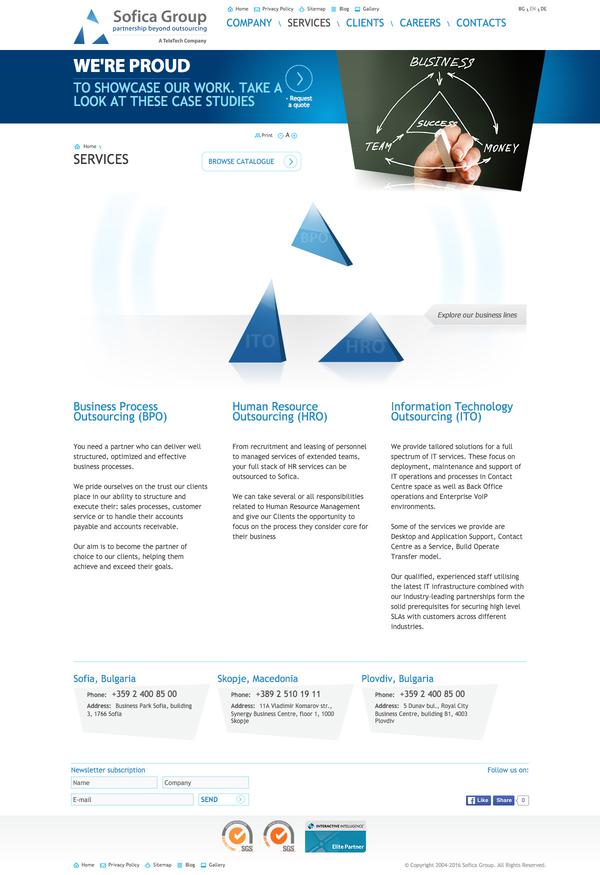 Sofica Group
partnership beyond outsourcing
A TeleTech Company
Home Privacy Policy Sitemap Blog Gallery
BG \ EN \ DE
COMPANY \ SERVICES \ CLIENTS \ CAREERS \ CONTACTS
WE'RE PROUD
TO SHOWCASE OUR WORK. TAKE A
LOOK AT THESE CASE STUDIES
- Request
a quote
BUSINESS
SUCCESS
TEAM
MONEY
Print A
Home \
SERVICES
BROWSE CATALOGUE
BPO
ITO
HRO
Explore our business lines
Business Process
Outsourcing (BPO)
You need a partner who can deliver well
structured, optimized and effective
business processes.
We pride ourselves on the trust our clients
place in our ability to structure and
execute their: sales processes, customer
service or to handle their accounts
payable and accounts receivable.
Our aim is to become the partner of
choice to our clients, helping them
achieve and exceed their goals.
Human Resource
Outsourcing (HRO)
From recruitment and leasing of personnel
to managed services of extended teams,
your full stack of HR services can be
outsourced to Sofica.
We can take several or all responsibilities
related to Human Resource Management
and give our Clients the opportunity to
focus on the process they consider core for
their business
Information Technology
Outsourcing (ITO)
We provide tailored solutions for a full
spectrum of IT services. These focus on
deployment, maintenance and support of
IT operations and processes in Contact
Centre space as well as Back Office
operations and Enterprise VoIP
environments.
Some of the services we provide are
Desktop and Application Support, Contact
Centre as a Service, Build Operate
Transfer model.
Our qualified, experienced staff utilising
the latest IT infrastructure combined with
our industry-leading partnerships form the
solid prerequisites for securing high level
SLAs with customers across different
industries.
Sofia, Bulgaria
Phone: +359 2 400 85 00
Address: Business Park Sofia, building
3, 1766 Sofia
Skopje, Macedonia
Phone: +389 2 510 19 11
Address: 11A Vladimir Komarov str.,
Synergy Business Centre, floor 1, 1000
Skopje
Plovdiv, Bulgaria
Phone: +359 2 400 85 00
Address: 5 Dunav bul., Royal City
Business Centre, building B1, 4003
Plovdiv
Newsletter subscription
Name
Company
E-mail
SEND
Follow us on:
Like Share 0
SGS
SGS
INTERACTIVE INTELLIGENCE
Elite Partner
Home Privacy Policy Sitemap Blog Gallery
© Copyright 2004-2016 Sofica Group. All Rights Reserved.